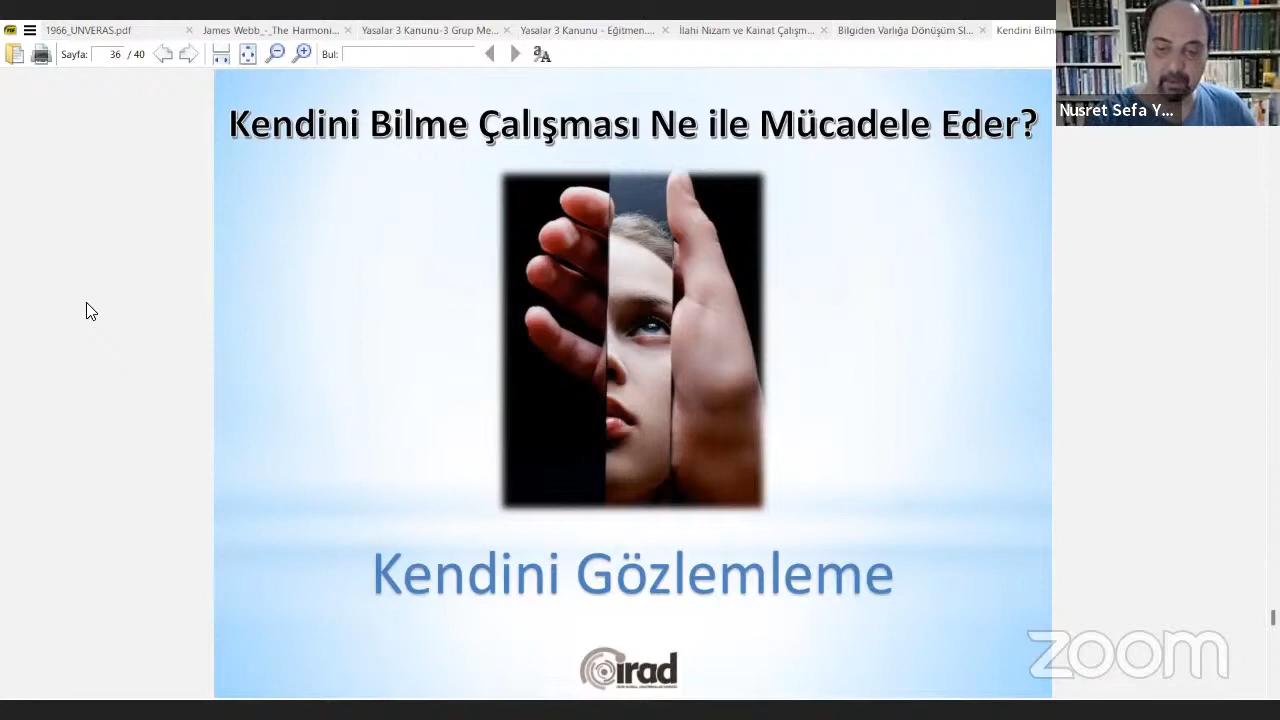 1966_UNVERAS.pdf
James Webb_-_The Harmoni...
Yasalar 3 Kanunu-3 Grup Me...
Yasalar 3 Kanunu - Eğitmen....
İlahi Nizam ve Kainat Çalışm...
Bilgiden Varlığa Dönüşüm Sl...
Kendini Bilm
Sayfa: 36 / 40
Bul:
Nusret Sefa Y...
Kendini Bilme Çalışması Ne ile Mücadele Eder?
Kendini Gözlemleme
irad
zoom